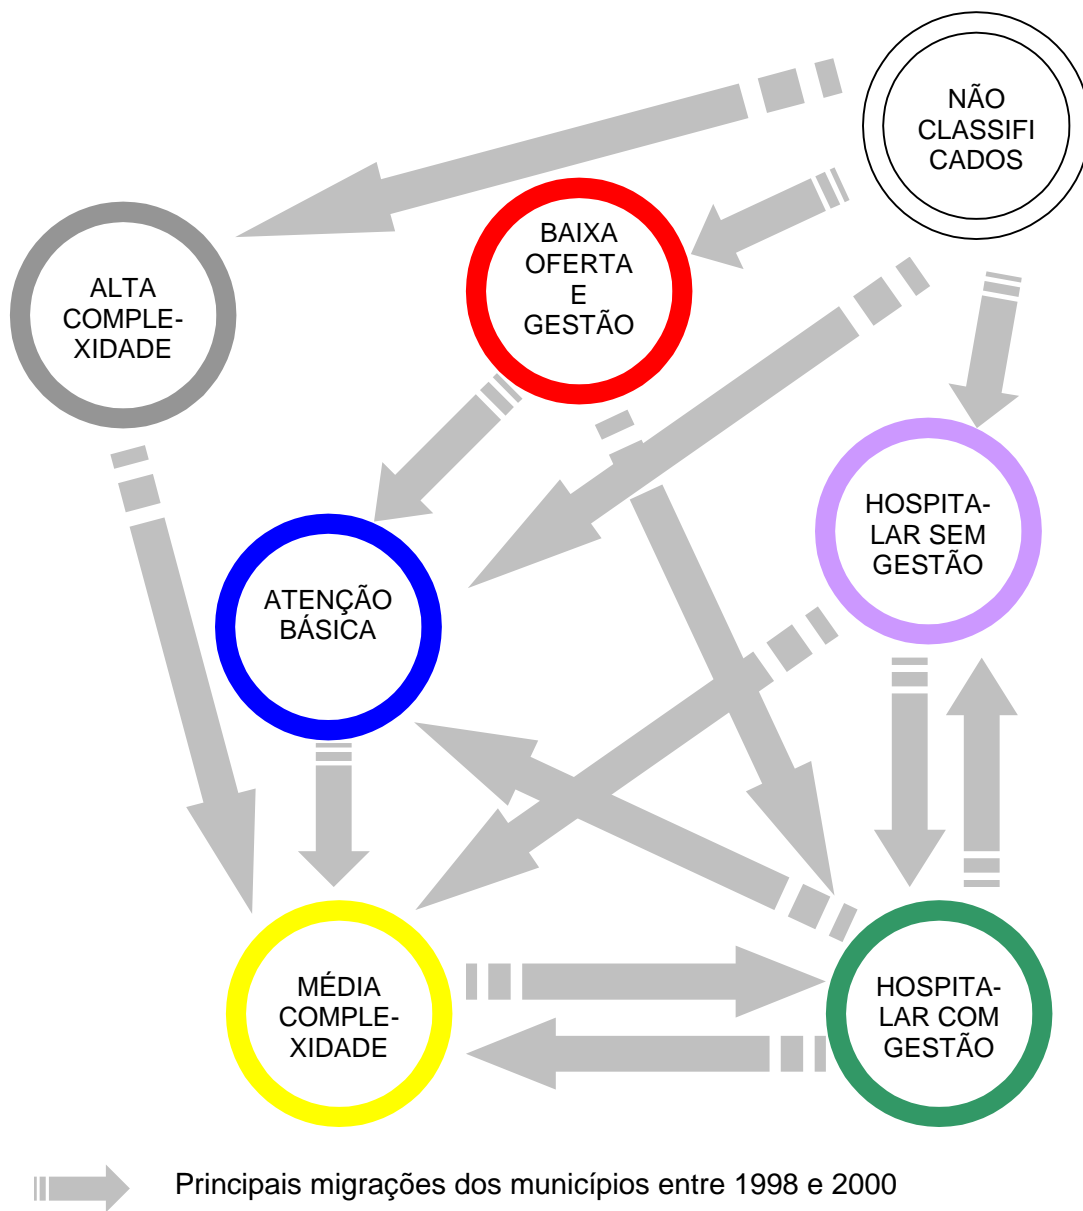 NÃO
CLASSIFI
CADOS
BAIXA
OFERTA
E
GESTÃO
ALTA
COMPLE-
XIDADE
HOSPITA-
LAR SEM
GESTÃO
ATENÇÃO
BÁSICA
MÉDIA
COMPLE-
XIDADE
HOSPITA-
LAR COM
GESTÃO
Principais migrações dos municípios entre 1998 e 2000